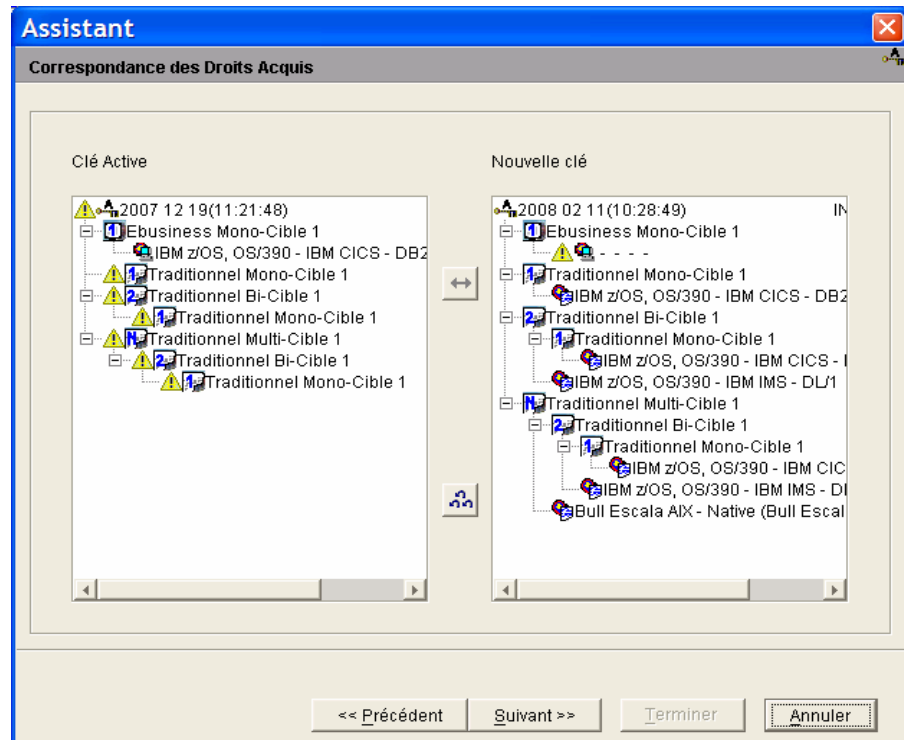 Assistant
Correspondance des Droits Acquis
Clé Active
2007 12 19(11:21:48)
Ebusiness Mono-Cible 1
IBM z/OS, OS/390 - IBM CICS - DB2
Traditionnel Mono-Cible 1
Traditionnel Bi-Cible 1
Traditionnel Mono-Cible 1
Traditionnel Multi-Cible 1
Traditionnel Bi-Cible 1
Traditionnel Mono-Cible 1
Nouvelle clé
2008 02 11(10:28:49) IN
Ebusiness Mono-Cible 1
- - - -
Traditionnel Mono-Cible 1
IBM z/OS, OS/390 - IBM CICS - DB2
Traditionnel Bi-Cible 1
Traditionnel Mono-Cible 1
IBM z/OS, OS/390 - IBM CICS -
IBM z/OS, OS/390 - IBM IMS - DL/1
Traditionnel Multi-Cible 1
Traditionnel Bi-Cible 1
Traditionnel Mono-Cible 1
IBM z/OS, OS/390 - IBM CIC
IBM z/OS, OS/390 - IBM IMS - Dl
Bull Escala AIX - Native (Bull Escal
<< Précédent
Suivant >>
Terminer
Annuler